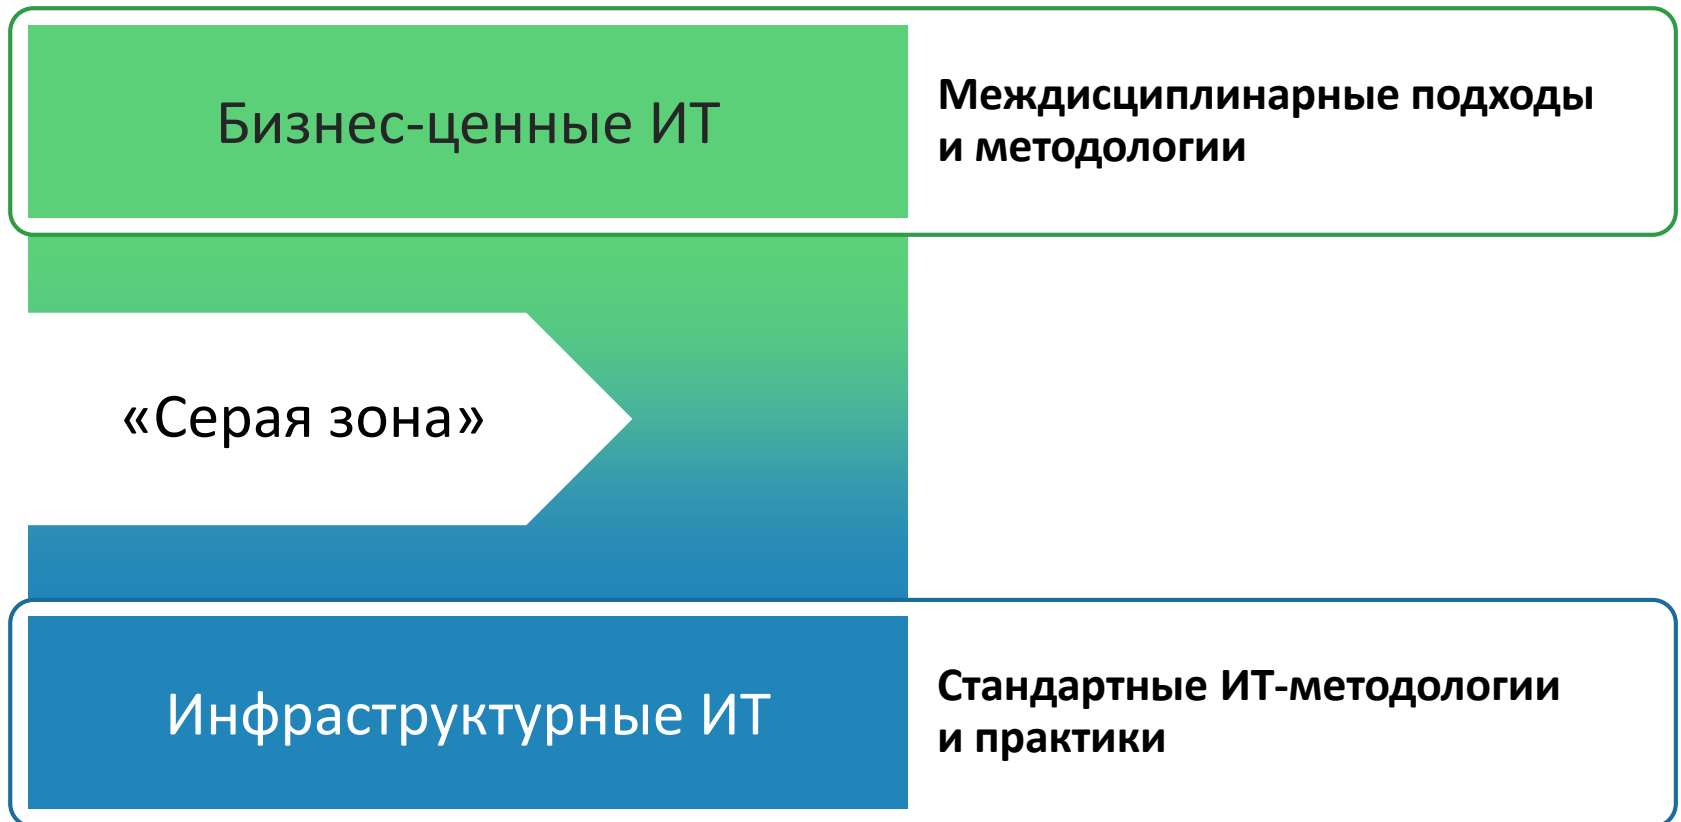 Бизнес-ценные ИТ
Междисциплинарные подходы
и методологии
«Серая зона»
Инфраструктурные ИТ
Стандартные ИТ-методологии
и практики